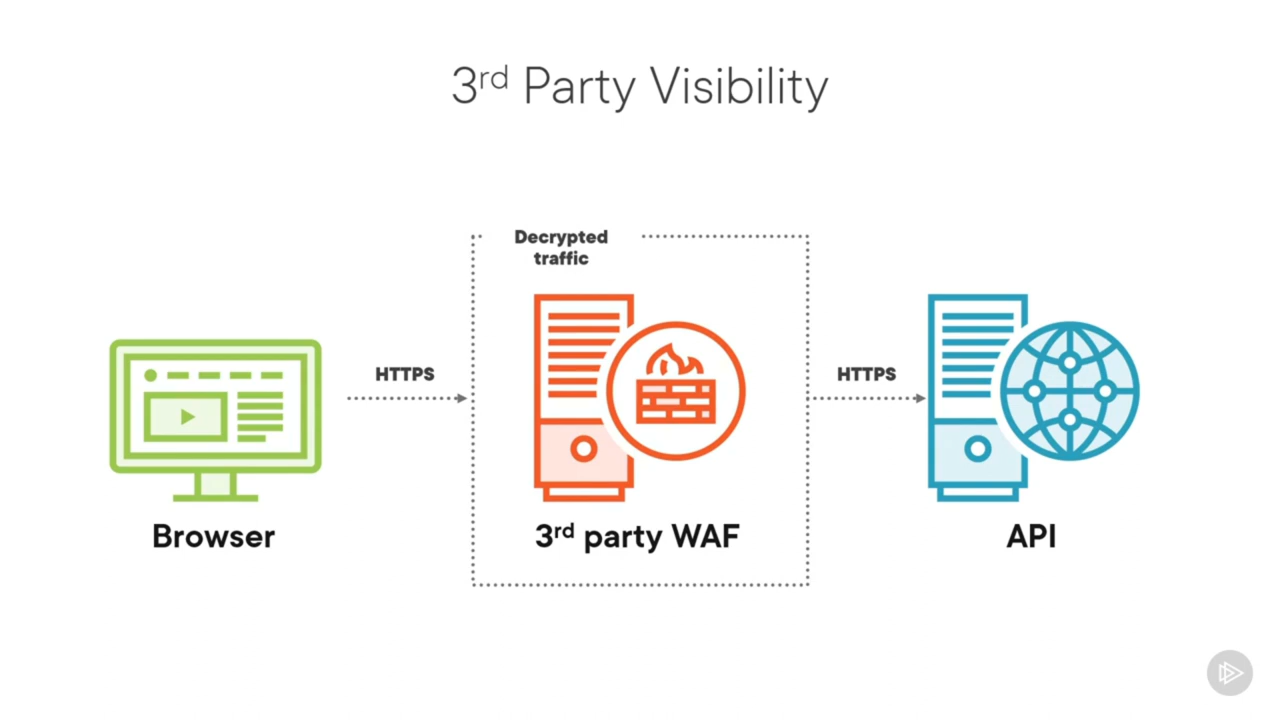 3rd Party Visibility
Decrypted
traffic
HTTPS
HTTPS
Browser
3rd party WAF
API